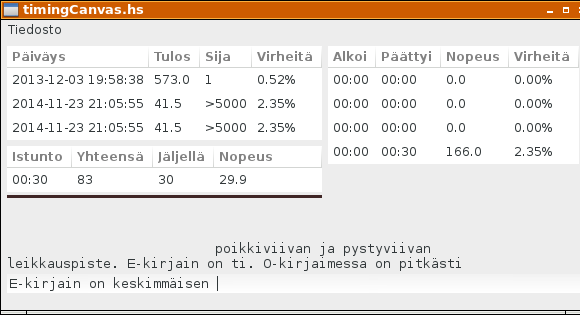 timingCanvas.hs
Tiedosto
Päiväys Tulos Sija Virheitä
2013-12-03 19:58:38 573.0 1 0.52%
2014-11-23 21:05:55 41.5 >5000 2.35%
2014-11-23 21:05:55 41.5 >5000 2.35%
Istunto Yhteensä Jäljellä Nopeus
00:30 83 30 29.9
Alkoi Päättyi Nopeus Virheitä
00:00 00:00 0.0 0.00%
00:00 00:00 0.0 0.00%
00:00 00:00 0.0 0.00%
00:00 00:30 166.0 2.35%
poikkiviivan ja pystyviivan
leikkauspiste. E-kirjain on ti. O-kirjaimessa on pitkästi
E-kirjain on keskimmäisen